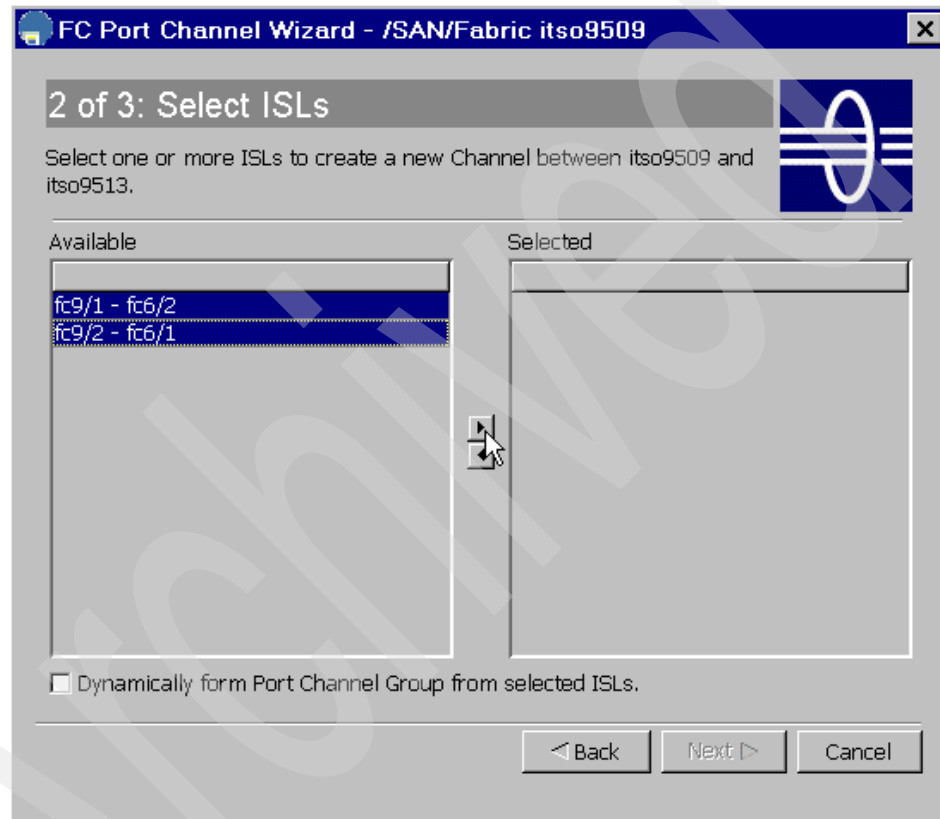 FC Port Channel Wizard - /SAN/Fabric itso9509
2 of 3: Select ISLs
Select one or more ISLs to create a new Channel between itso9509 and
itso9513.
Available
Selected
fc9/1 - fc6/2
fc9/2 - fc6/1
Dynamically form Port Channel Group from selected ISLs.
Back
Next
Cancel